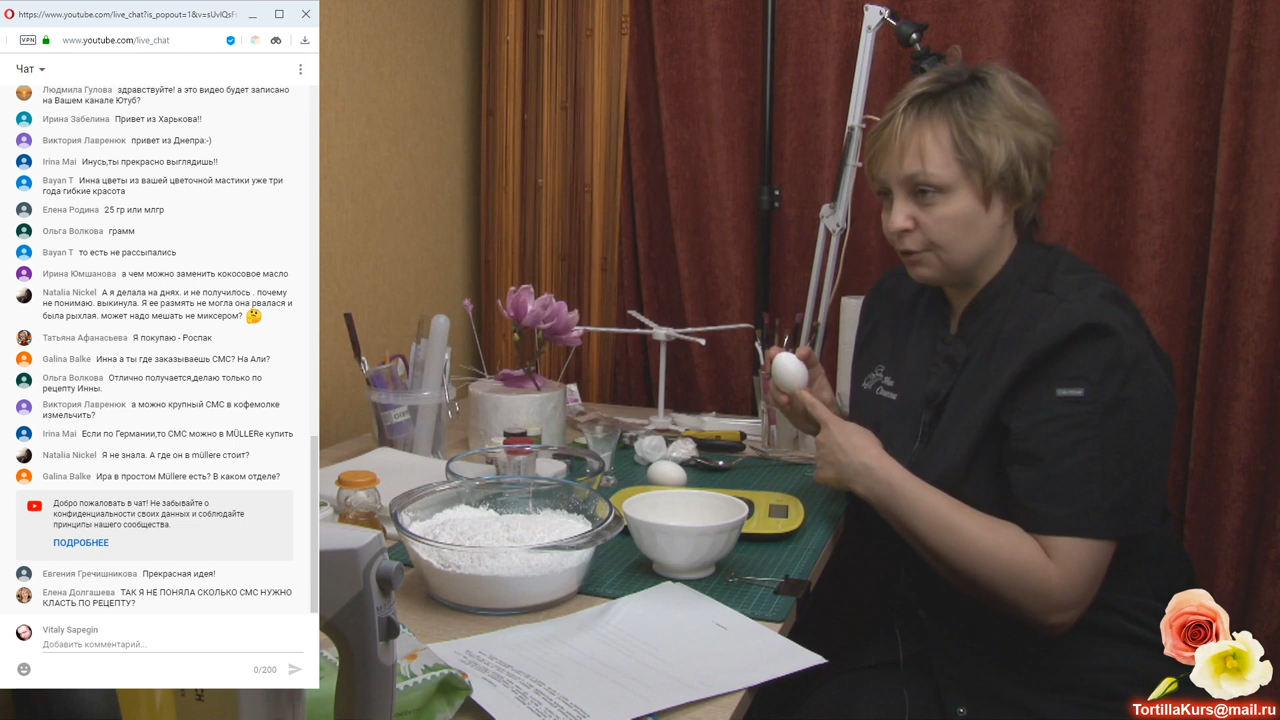 https://www.youtube.com/live_chat?is_popout=1&v=sUvIQsF
VPN
www.youtube.com/live_chat
Чат
Людмила Гулова здравствуйте! а это видео будет записано
на Вашем канале Ютуб?
Ирина Забелина Привет из Харькова!!
Виктория Лавренюк привет из Днепра:-)
Irina Mai Инусь,ты прекрасно выглядишь!!
Bayan T Инна цветы из вашей цветочной мастики уже три
года гибкие красота
Елена Родина 25 гр или млгр
Ольга Волкова грамм
Bayan T то есть не рассыпались
Ирина Юмшанова а чем можно заменить кокосовое масло
Natalia Nickel А я делала на днях. и не получилось . почему
не понимаю. выкинула. Я ее размять не могла она рвалася и
была рыхлая. может надо мешать не миксером?
Татьяна Афанасьева Я покупаю - Роспак
Galina Balke Инна а ты где заказываешь СМС? На Али?
Ольга Волкова Отлично получается,делаю только по
рецепту Инны.
Виктория Лавренюк а можно крупный СМС в кофемолке
измельчить?
Irina Mai Если по Германии,то СМС можно в MÜLLERe купить
Natalia Nickel Я не знала. А где он в müllere стоит?
Galina Balke Ира в простом Müllere есть? В каком отделе?
Добро пожаловать в чат! Не забывайте о
конфиденциальности своих данных и соблюдайте
принципы нашего сообщества.
ПОДРОБНЕЕ
Евгения Гречишникова Прекрасная идея!
Елена Долгашева ТАК Я НЕ ПОНЯЛА СКОЛЬКО СМС НУЖНО
КЛАСТЬ ПО РЕЦЕПТУ?
Vitaly Sapegin
Добавить комментарий...
0/200
TortillaKurs@mail.ru